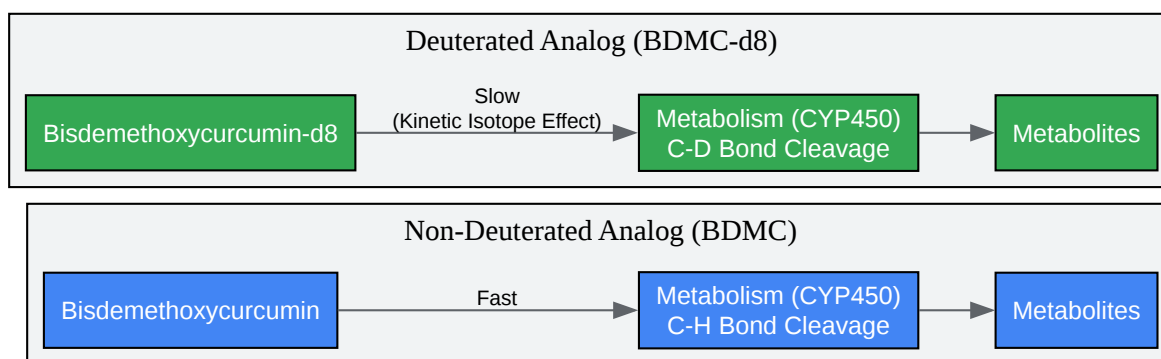 Deuterated Analog (BDMC-d8)
Bisdemethoxycurcumin-d8
Slow
(Kinetic Isotope Effect)
Metabolism (CYP450)
C-D Bond Cleavage
Metabolites
Non-Deuterated Analog (BDMC)
Bisdemethoxycurcumin
Fast
Metabolism (CYP450)
C-H Bond Cleavage
Metabolites